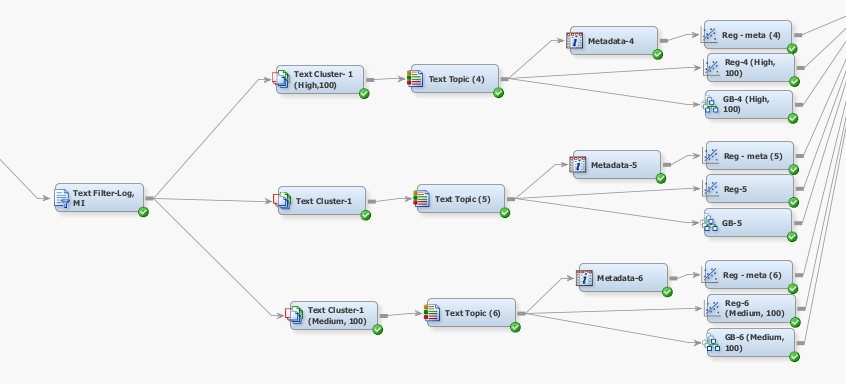 Text Filter-Log,
MI
Text Cluster- 1
(High,100)
Text Topic (4)
Metadata-4
Reg - meta (4)
Reg-4 (High,
100)
GB-4 (High,
100)
Text Cluster-1
Text Topic (5)
Metadata-5
Reg - meta (5)
Reg-5
GB-5
Text Cluster-1
(Medium, 100)
Text Topic (6)
Metadata-6
Reg - meta (6)
Reg-6
(Medium, 100)
GB-6 (Medium,
100)